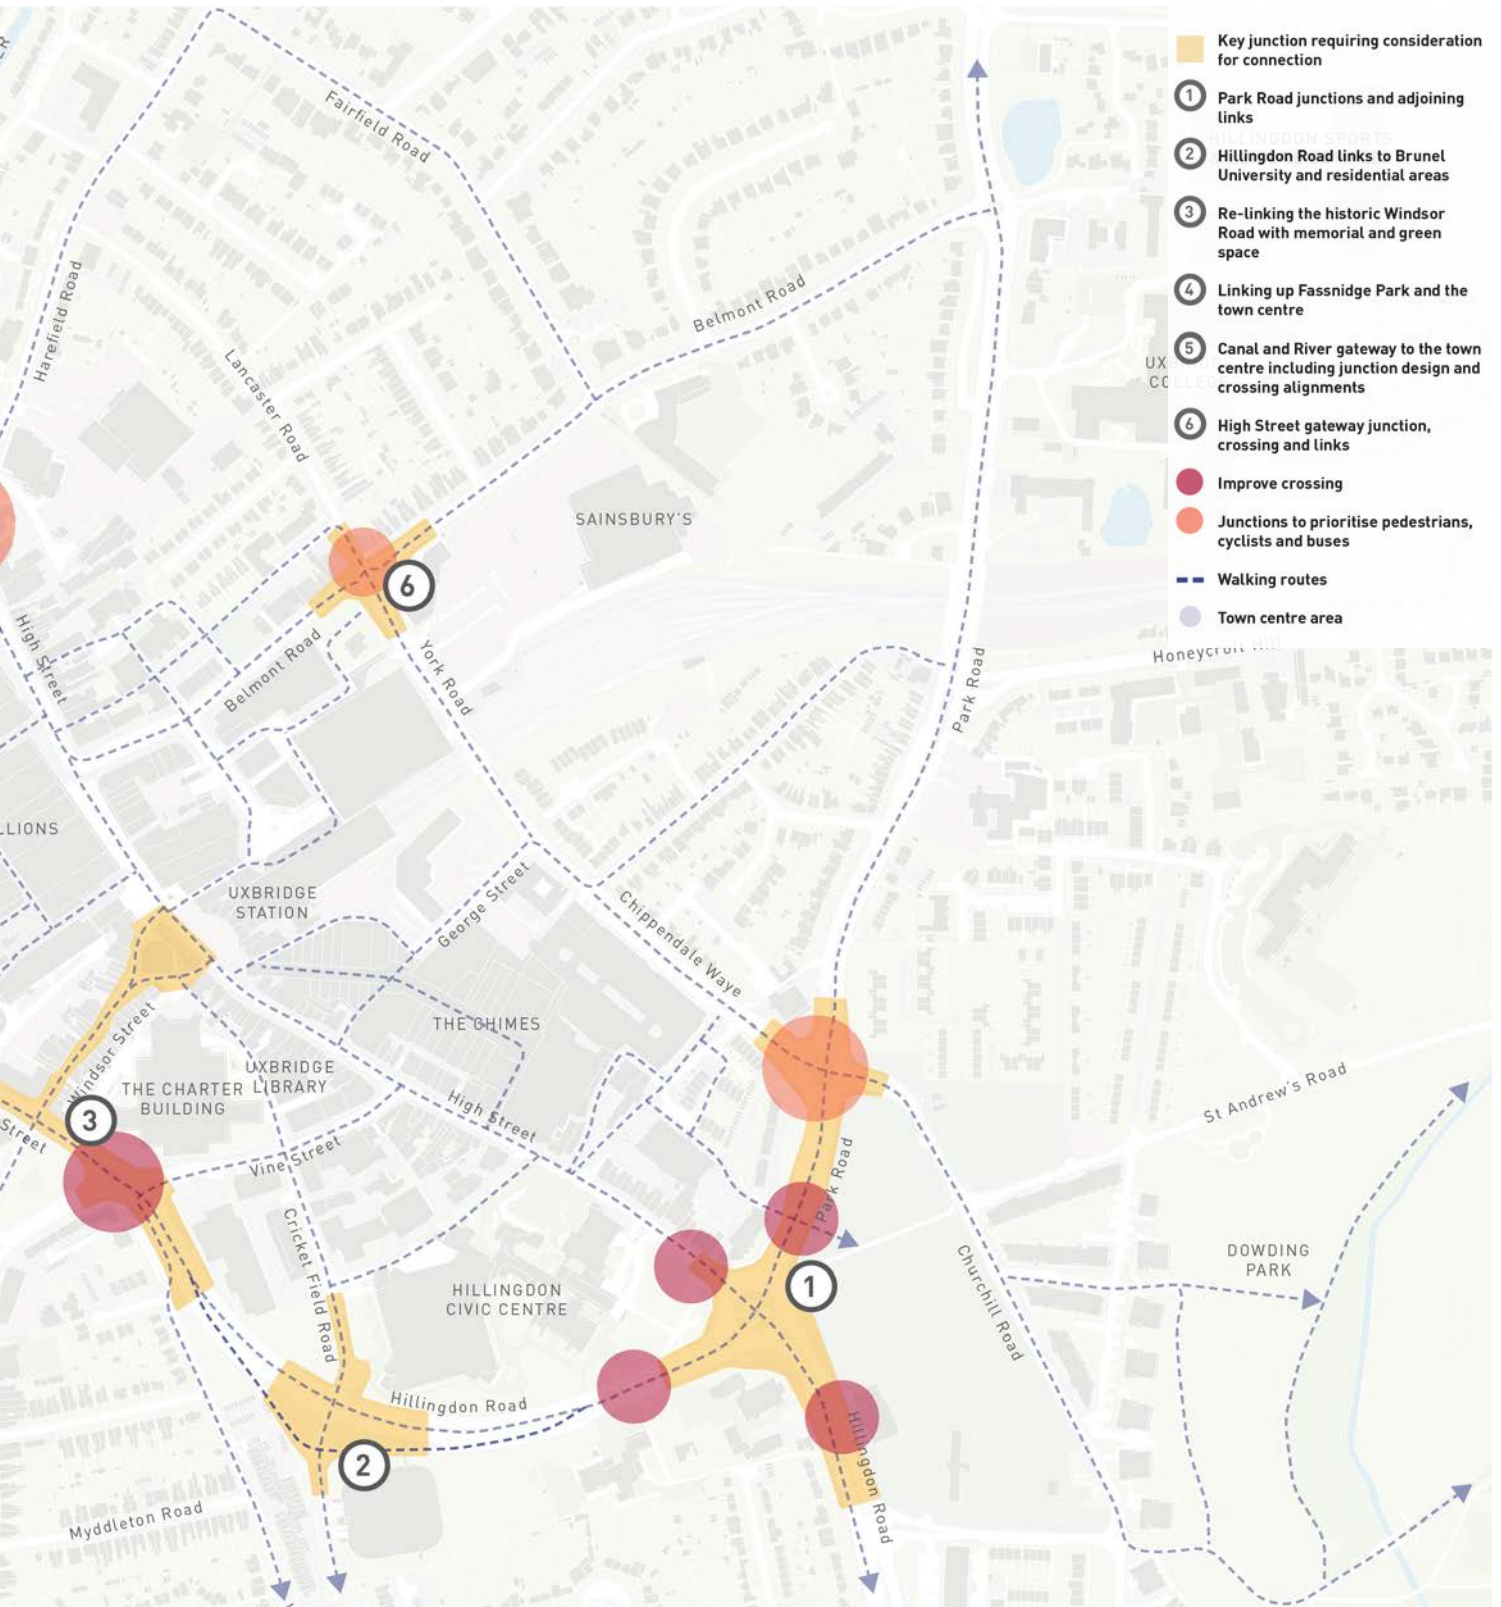 Key junction requiring consideration
for connection
1
Park Road junctions and adjoining
links
HILLINGDON SPORTS
2
Hillingdon Road links to Brunel
University and residential areas
3
Re-linking the historic Windsor
Road with memorial and green
space
4
Linking up Fassnidge Park and the
town centre
5
Canal and River gateway to the town
centre including junction design and
crossing alignments
6
High Street gateway junction,
crossing and links
Improve crossing
Junctions to prioritise pedestrians,
cyclists and buses
Walking routes
Town centre area
Fairfield Road
Harefield Road
Belmont Road
Lancaster Road
SAINSBURY'S
6
High Street
Belmont Road
York Road
Park Road
Honeycroft Hill
LLIONS
UXBRIDGE
STATION
George Street
Chippendale Waye
THE CHIMES
Windsor Street
UXBRIDGE
LIBRARY
THE CHARTER
BUILDING
3
Street
High Street
Vine Street
St Andrew's Road
Park Road
Cricket Field Road
HILLINGDON
CIVIC CENTRE
1
Churchill Road
DOWDING
PARK
Hillingdon Road
2
Hillingdon Road
Myddleton Road